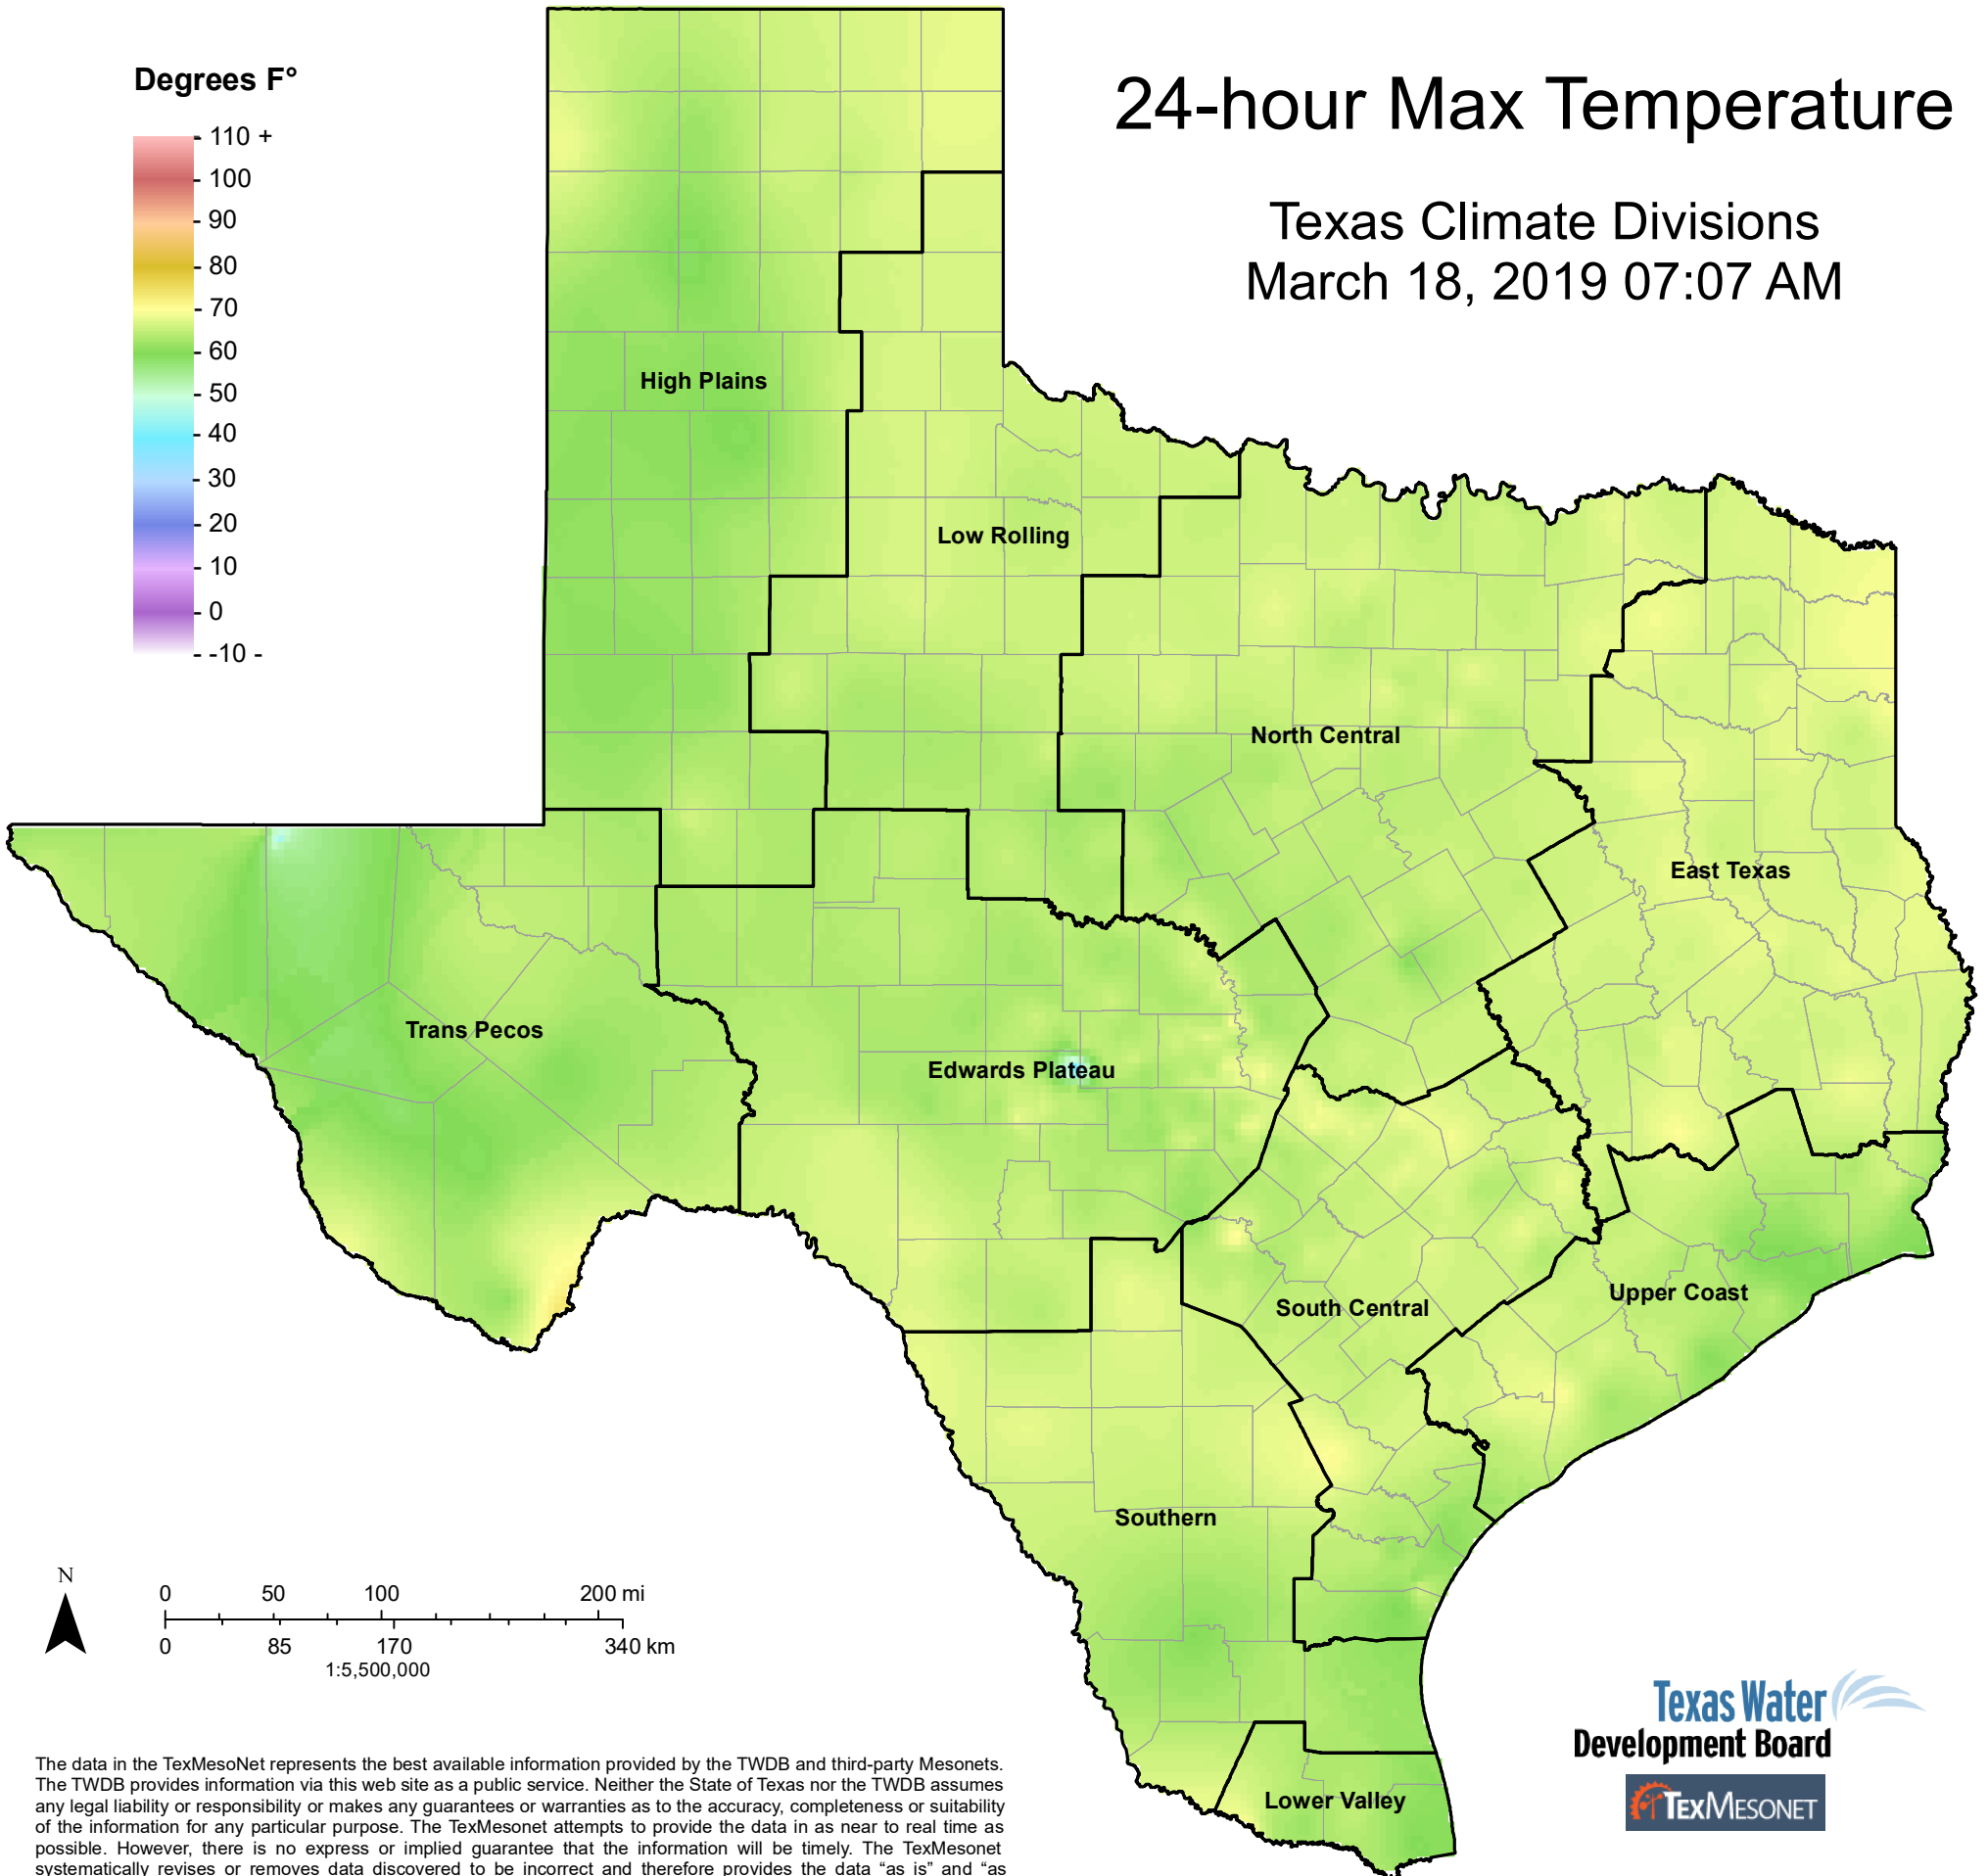 24-hour Max Temperature
Texas Climate Divisions
March 18, 2019 07:07 AM
Degrees F°
110 +
100
90
80
70
60
50
40
30
20
10
0
-10 -
High Plains
Low Rolling
North Central
East Texas
Trans Pecos
Edwards Plateau
South Central
Upper Coast
Southern
Lower Valley
N
0 50 100 200 mi
0 85 170 340 km
1:5,500,000
Texas Water
Development Board
TEXMESONET
The data in the TexMesoNet represents the best available information provided by the TWDB and third-party Mesonets.
The TWDB provides information via this web site as a public service. Neither the State of Texas nor the TWDB assumes
any legal liability or responsibility or makes any guarantees or warranties as to the accuracy, completeness or suitability
of the information for any particular purpose. The TexMesonet attempts to provide the data in as near to real time as
possible. However, there is no express or implied guarantee that the information will be timely. The TexMesonet
systematically revises or removes data discovered to be incorrect and therefore provides the data “as is” and “as